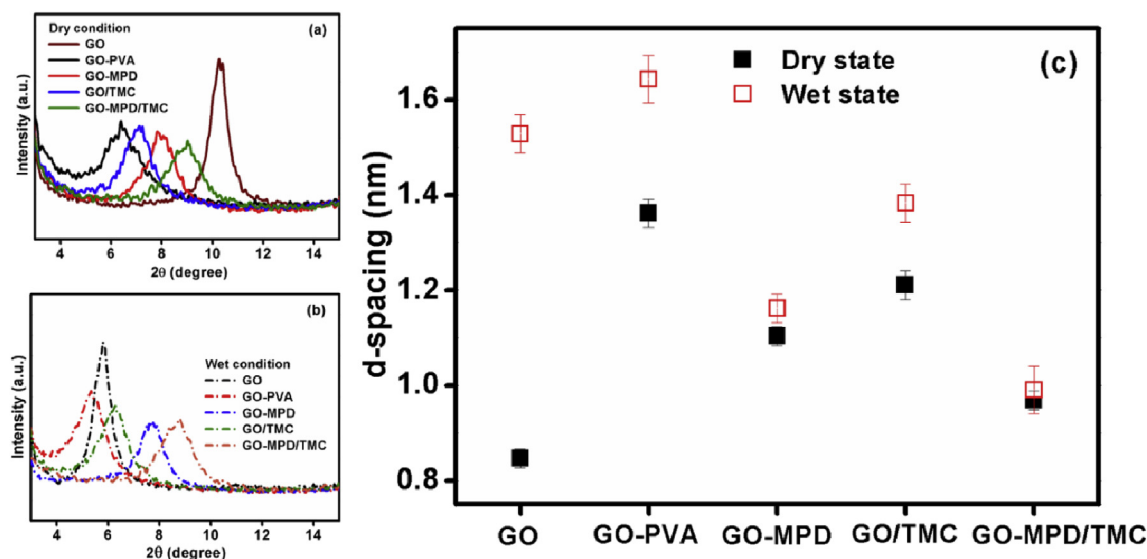 Dry condition
(a)
GO
GO-PVA
GO-MPD
GO/TMC
GO-MPD/TMC
Intensity (a.u.)
4 6 8 10 12 14
2θ (degree)
(b)
Wet condition
GO
GO-PVA
GO-MPD
GO/TMC
GO-MPD/TMC
Intensity (a.u.)
4 6 8 10 12 14
2θ (degree)
(c)
Dry state
Wet state
d-spacing (nm)
1.6
1.4
1.2
1.0
0.8
GO GO-PVA GO-MPD GO/TMC GO-MPD/TMC